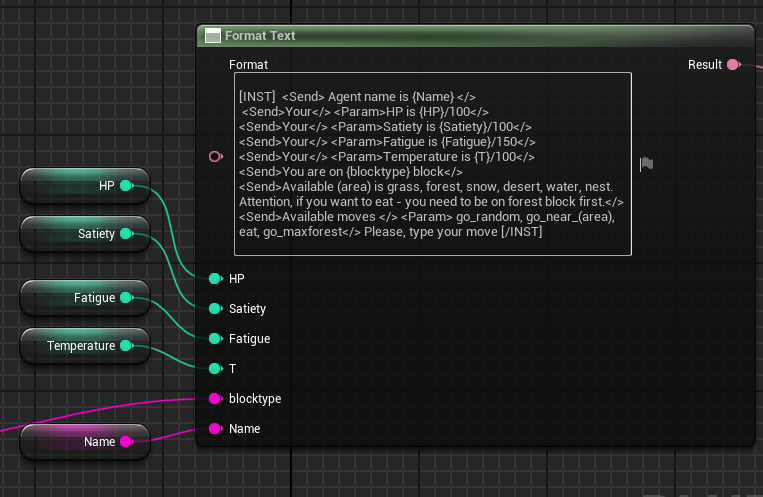 Format Text
Format
Result
[INST] <Send> Agent name is {Name} </>
<Send>Your</> <Param>HP is {HP}/100</>
<Send>Your</> <Param>Satiety is {Satiety}/100</>
<Send>Your</> <Param>Fatigue is {Fatigue}/150</>
<Send>Your</> <Param>Temperature is {T}/100</>
<Send>You are on {blocktype} block</>
<Send>Available (area) is grass, forest, snow, desert, water, nest.
Attention, if you want to eat - you need to be on forest block first.</>
<Send>Available moves </> <Param> go_random, go_near_(area),
eat, go_maxforest</> Please, type your move [/INST]
HP
Satiety
Fatigue
Temperature
Name
HP
Satiety
Fatigue
T
blocktype
Name